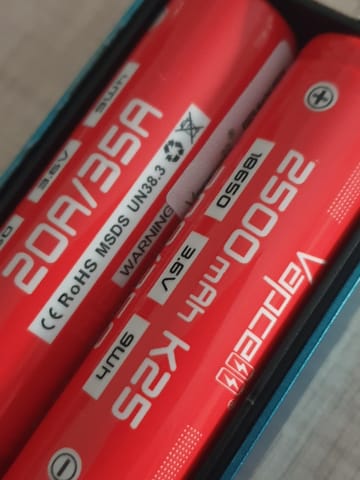 9Wh
3.6V
20A/35A
CE RoHS MSDS UN38.3
WARNING
18650
3.6V
9Wh
2500mAh K25
Vapcell